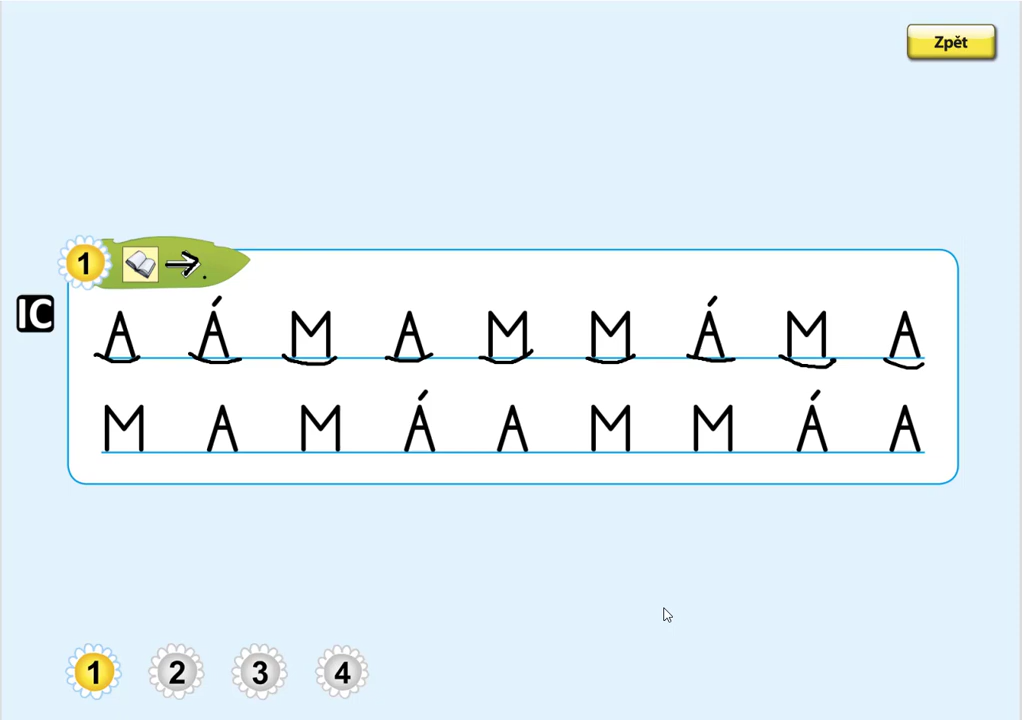 Zpět
1
IC
A Á M A M M Á M A
M A M Á A M M Á A
1 2 3 4